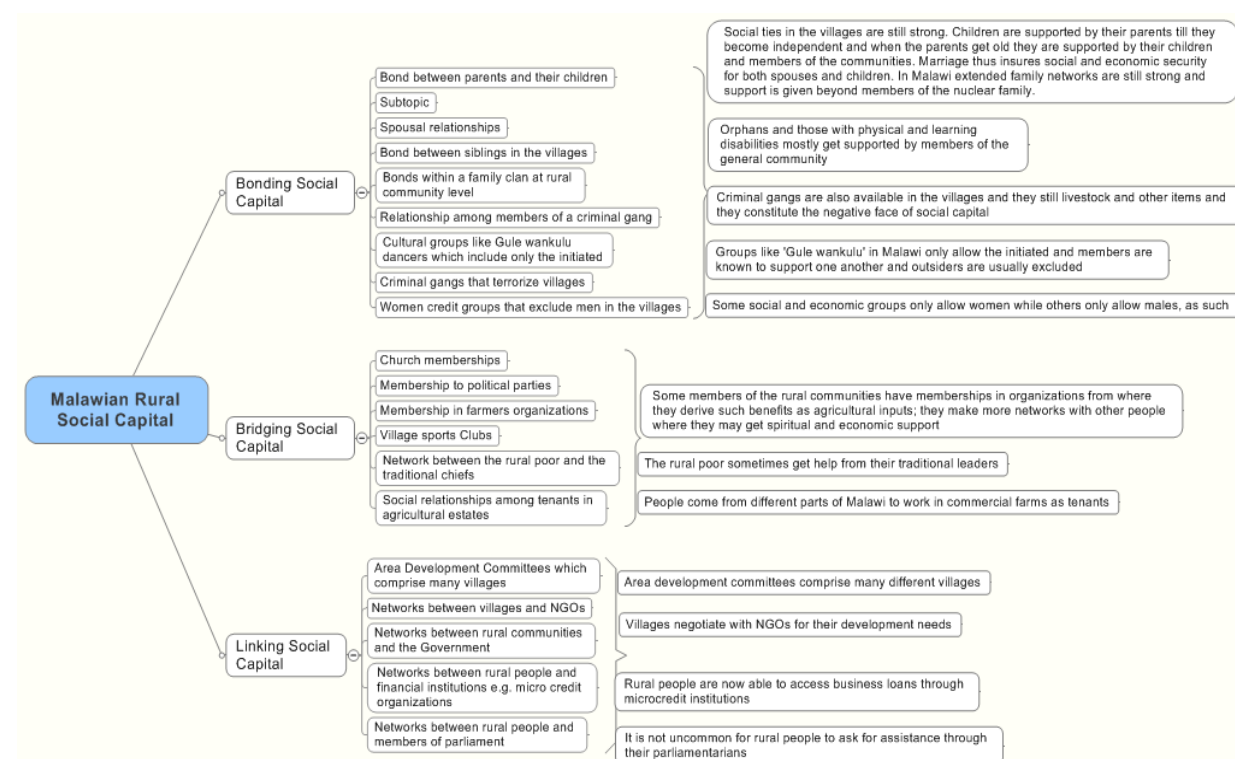 Malawian Rural
Social Capital
Bonding Social
Capital
Bond between parents and their children
Subtopic
Spousal relationships
Bond between siblings in the villages
Bonds within a family clan at rural
community level
Relationship among members of a criminal gang
Cultural groups like Gule wankulu
dancers which include only the initiated
Criminal gangs that terrorize villages
Women credit groups that exclude men in the villages
Social ties in the villages are still strong. Children are supported by their parents till they
become independent and when the parents get old they are supported by their children
and members of the communities. Marriage thus insures social and economic security
for both spouses and children. In Malawi extended family networks are still strong and
support is given beyond members of the nuclear family.
Orphans and those with physical and learning
disabilities mostly get supported by members of the
general community
Criminal gangs are also available in the villages and they still livestock and other items and
they constitute the negative face of social capital
Groups like 'Gule wankulu' in Malawi only allow the initiated and members are
known to support one another and outsiders are usually excluded
Some social and economic groups only allow women while others only allow males, as such
Bridging Social
Capital
Church memberships
Membership to political parties
Membership in farmers organizations
Village sports Clubs
Network between the rural poor and the
traditional chiefs
Social relationships among tenants in
agricultural estates
Some members of the rural communities have memberships in organizations from where
they derive such benefits as agricultural inputs; they make more networks with other people
where they may get spiritual and economic support
The rural poor sometimes get help from their traditional leaders
People come from different parts of Malawi to work in commercial farms as tenants
Linking Social
Capital
Area Development Committees which
comprise many villages
Networks between villages and NGOs
Networks between rural communities
and the Government
Networks between rural people and
financial institutions e.g. micro credit
organizations
Networks between rural people and
members of parliament
Area development committees comprise many different villages
Villages negotiate with NGOs for their development needs
Rural people are now able to access business loans through
microcredit institutions
It is not uncommon for rural people to ask for assistance through
their parliamentarians